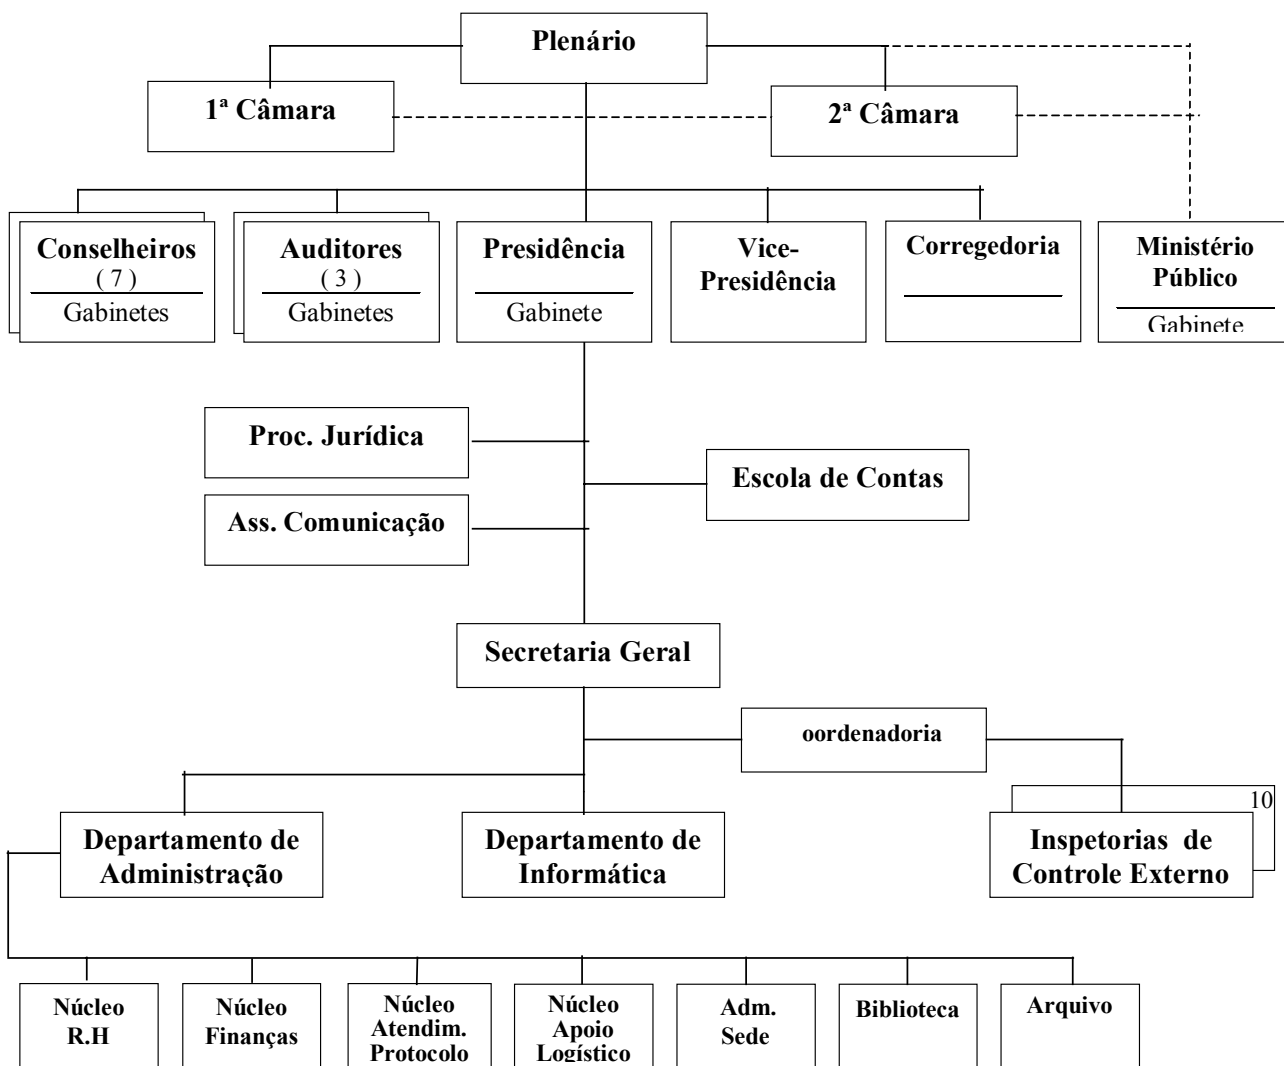 Plenário
1ª Câmara
2ª Câmara
Conselheiros
( 7 )
Gabinetes
Auditores
( 3 )
Gabinetes
Presidência
Gabinete
Vice-
Presidência
Corregedoria
Ministério
Público
Gabinete
Proc. Jurídica
Escola de Contas
Ass. Comunicação
Secretaria Geral
oordenadoria
10
Departamento de
Administração
Departamento de
Informática
Inspetorias de
Controle Externo
Núcleo
R.H
Núcleo
Finanças
Núcleo
Atendim.
Protocolo
Núcleo
Apoio
Logístico
Adm.
Sede
Biblioteca
Arquivo